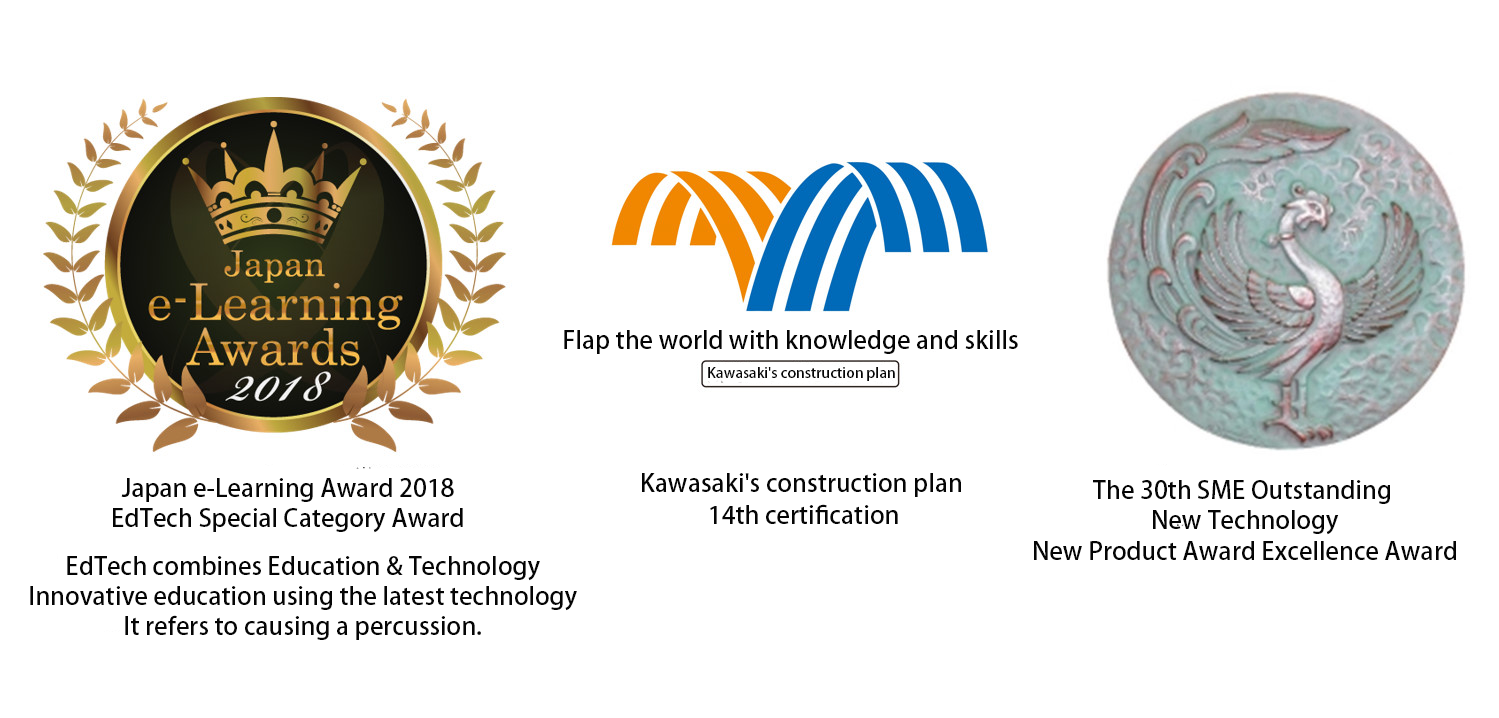 Japan
e-Learning
Awards
2018
Japan e-Learning Award 2018
EdTech Special Category Award
EdTech combines Education & Technology
Innovative education using the latest technology
It refers to causing a percussion.
Flap the world with knowledge and skills
Kawasaki's construction plan
Kawasaki's construction plan
14th certification
The 30th SME Outstanding
New Technology
New Product Award Excellence Award